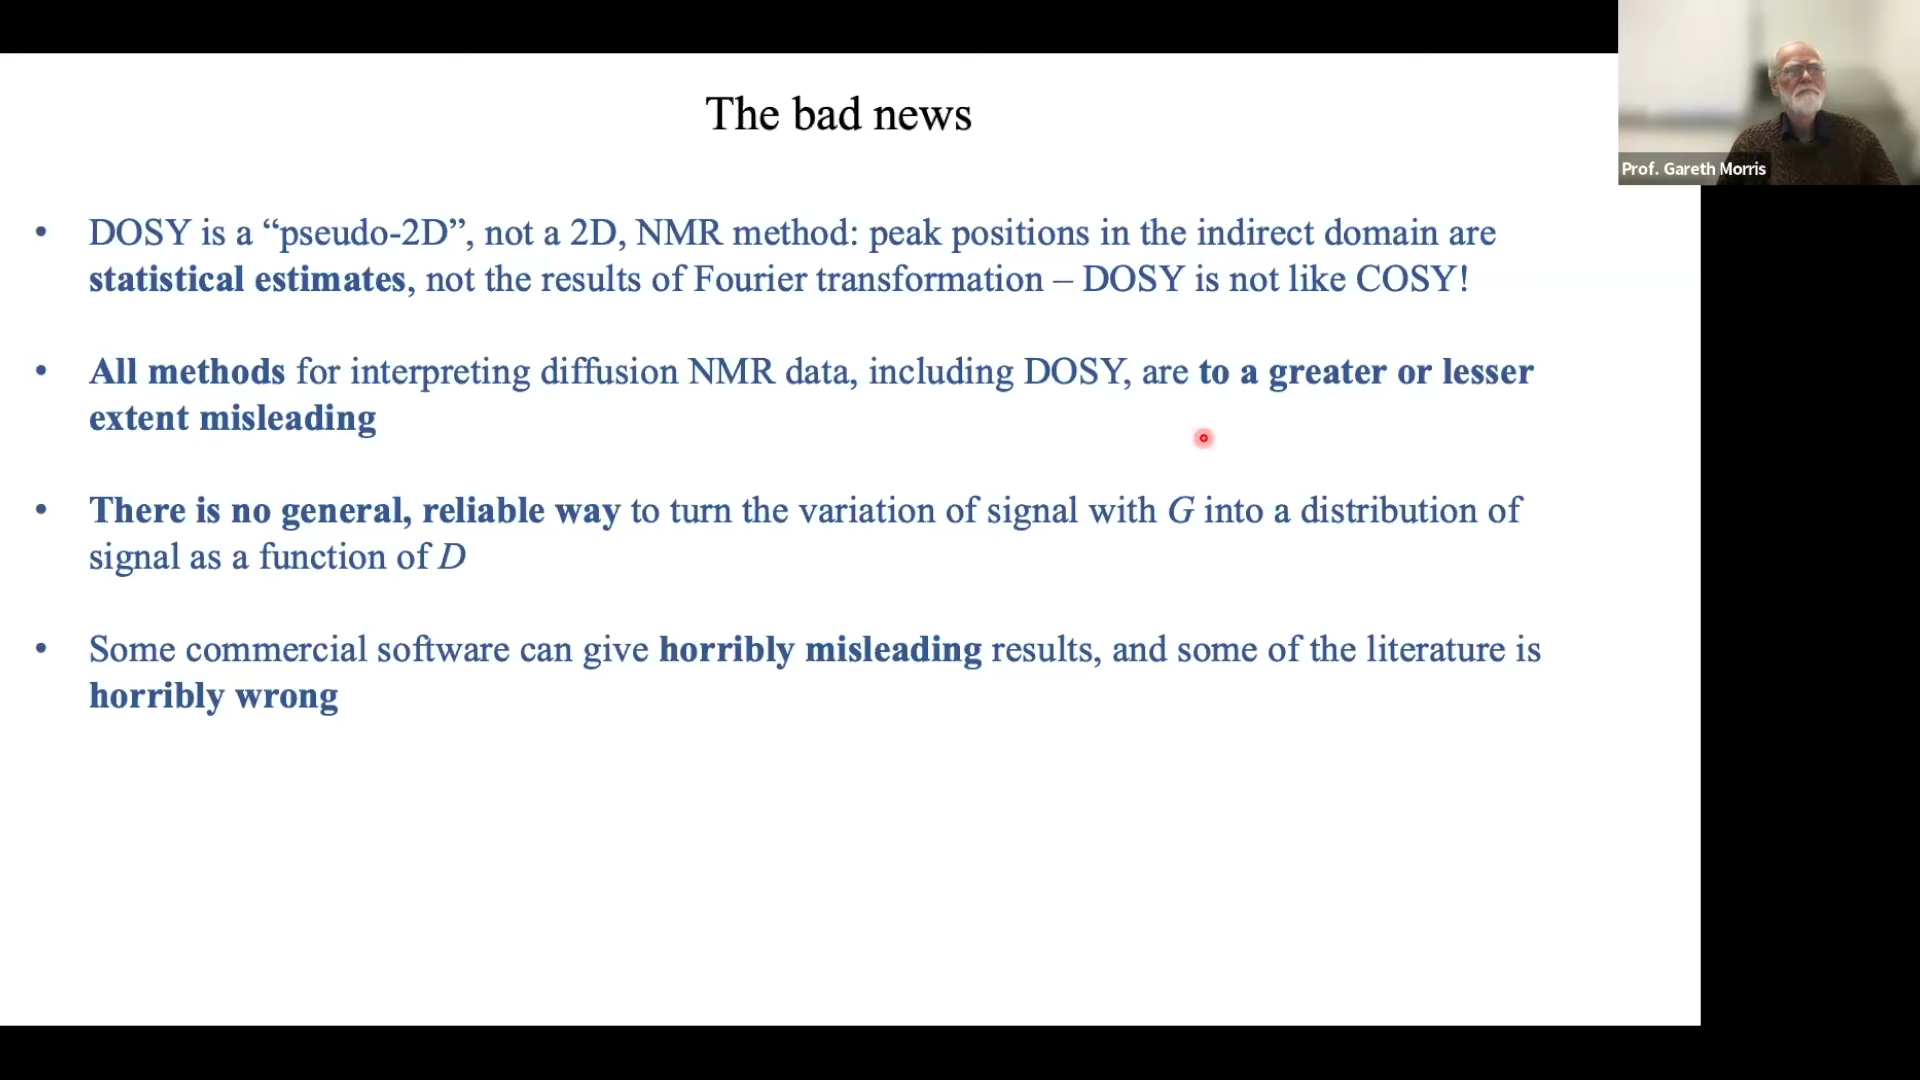 The bad news
Prof. Gareth Morris
• DOSY is a “pseudo-2D”, not a 2D, NMR method: peak positions in the indirect domain are
statistical estimates, not the results of Fourier transformation – DOSY is not like COSY!
• All methods for interpreting diffusion NMR data, including DOSY, are to a greater or lesser
extent misleading
• There is no general, reliable way to turn the variation of signal with G into a distribution of
signal as a function of D
• Some commercial software can give horribly misleading results, and some of the literature is
horribly wrong